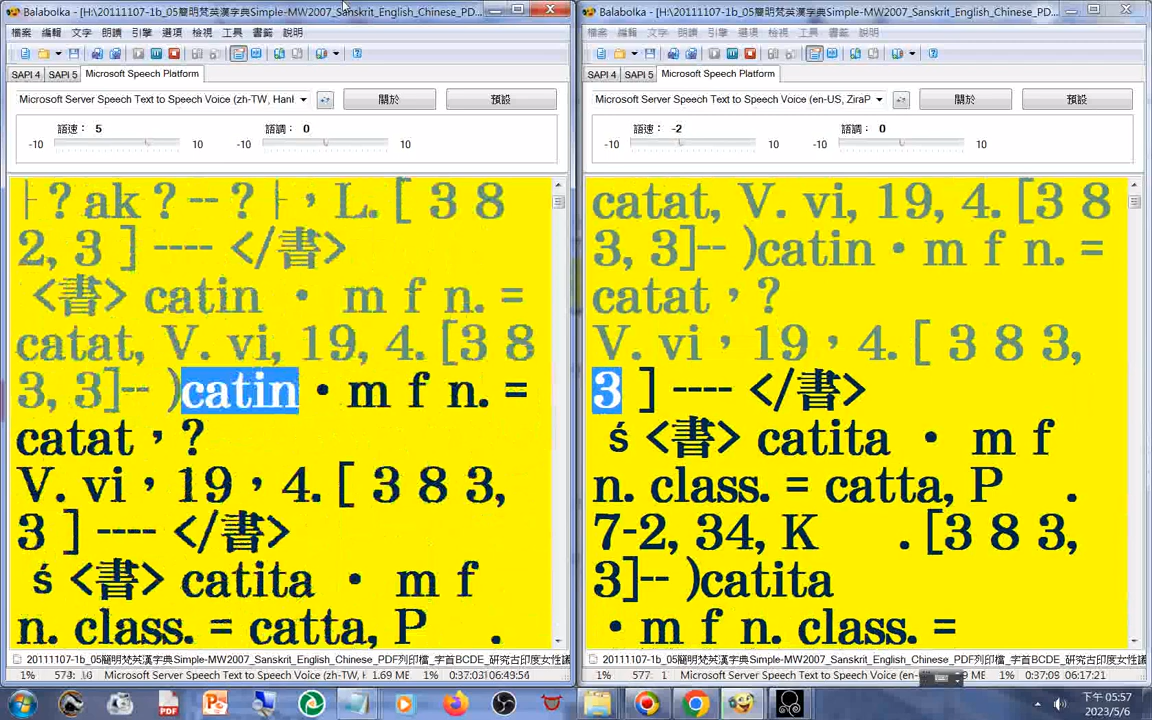 Balabolka - [H:\20111107-1b_05簡明梵英漢字典Simple-MW2007_Sanskrit_English_Chinese_PD...
檔案 編輯 文字 朗讀 引擎 選項 檢視 工具 書籤 說明
SAPI 4 SAPI 5 Microsoft Speech Platform
Microsoft Server Speech Text to Speech Voice (zh-TW, Hanl 關於 預設
語速: 5 語調: 0
-10 10 -10 10
├ ? ak ? -- ? ├ , L. [ 3 8
2, 3 ] ---- </書>
<書> catin • m f n. =
catat, V. vi, 19, 4. [3 8
3, 3]-- )catin • m f n. =
catat , ?
V. vi , 19 , 4. [ 3 8 3,
3 ] ---- </書>
ś <書> catita • m f
n. class. = catta, P .
20111107-1b_05簡明梵英漢字典Simple-MW2007_Sanskrit_English_Chinese_PDF列印檔_字首BCDE_研究古印度女性議
1% Microsoft Server Speech Text to Speech Voice (zh-TW, H 1.69 MB 1% 0:37:03 06:49:54
Balabolka - [H:\20111107-1b_05簡明梵英漢字典Simple-MW2007_Sanskrit_English_Chinese_PD...
檔案 編輯 文字 朗讀 引擎 選項 檢視 工具 書籤 說明
SAPI 4 SAPI 5 Microsoft Speech Platform
Microsoft Server Speech Text to Speech Voice (en-US, ZiraP 關於 預設
語速: -2 語調: 0
-10 10 -10 10
catat, V. vi, 19, 4. [3 8
3, 3]-- )catin • m f n. =
catat , ?
V. vi , 19 , 4. [ 3 8 3,
3 ] ---- </書>
ś <書> catita • m f
n. class. = catta, P .
7-2, 34, K . [3 8 3,
3]-- )catita
• m f n. class. =
20111107-1b_05簡明梵英漢字典Simple-MW2007_Sanskrit_English_Chinese_PDF列印檔_字首BCDE_研究古印度女性議
1% Microsoft Server Speech Text to Speech Voice MB 1% 0:37:09 06:17:21
下午 05:57
2023/5/6